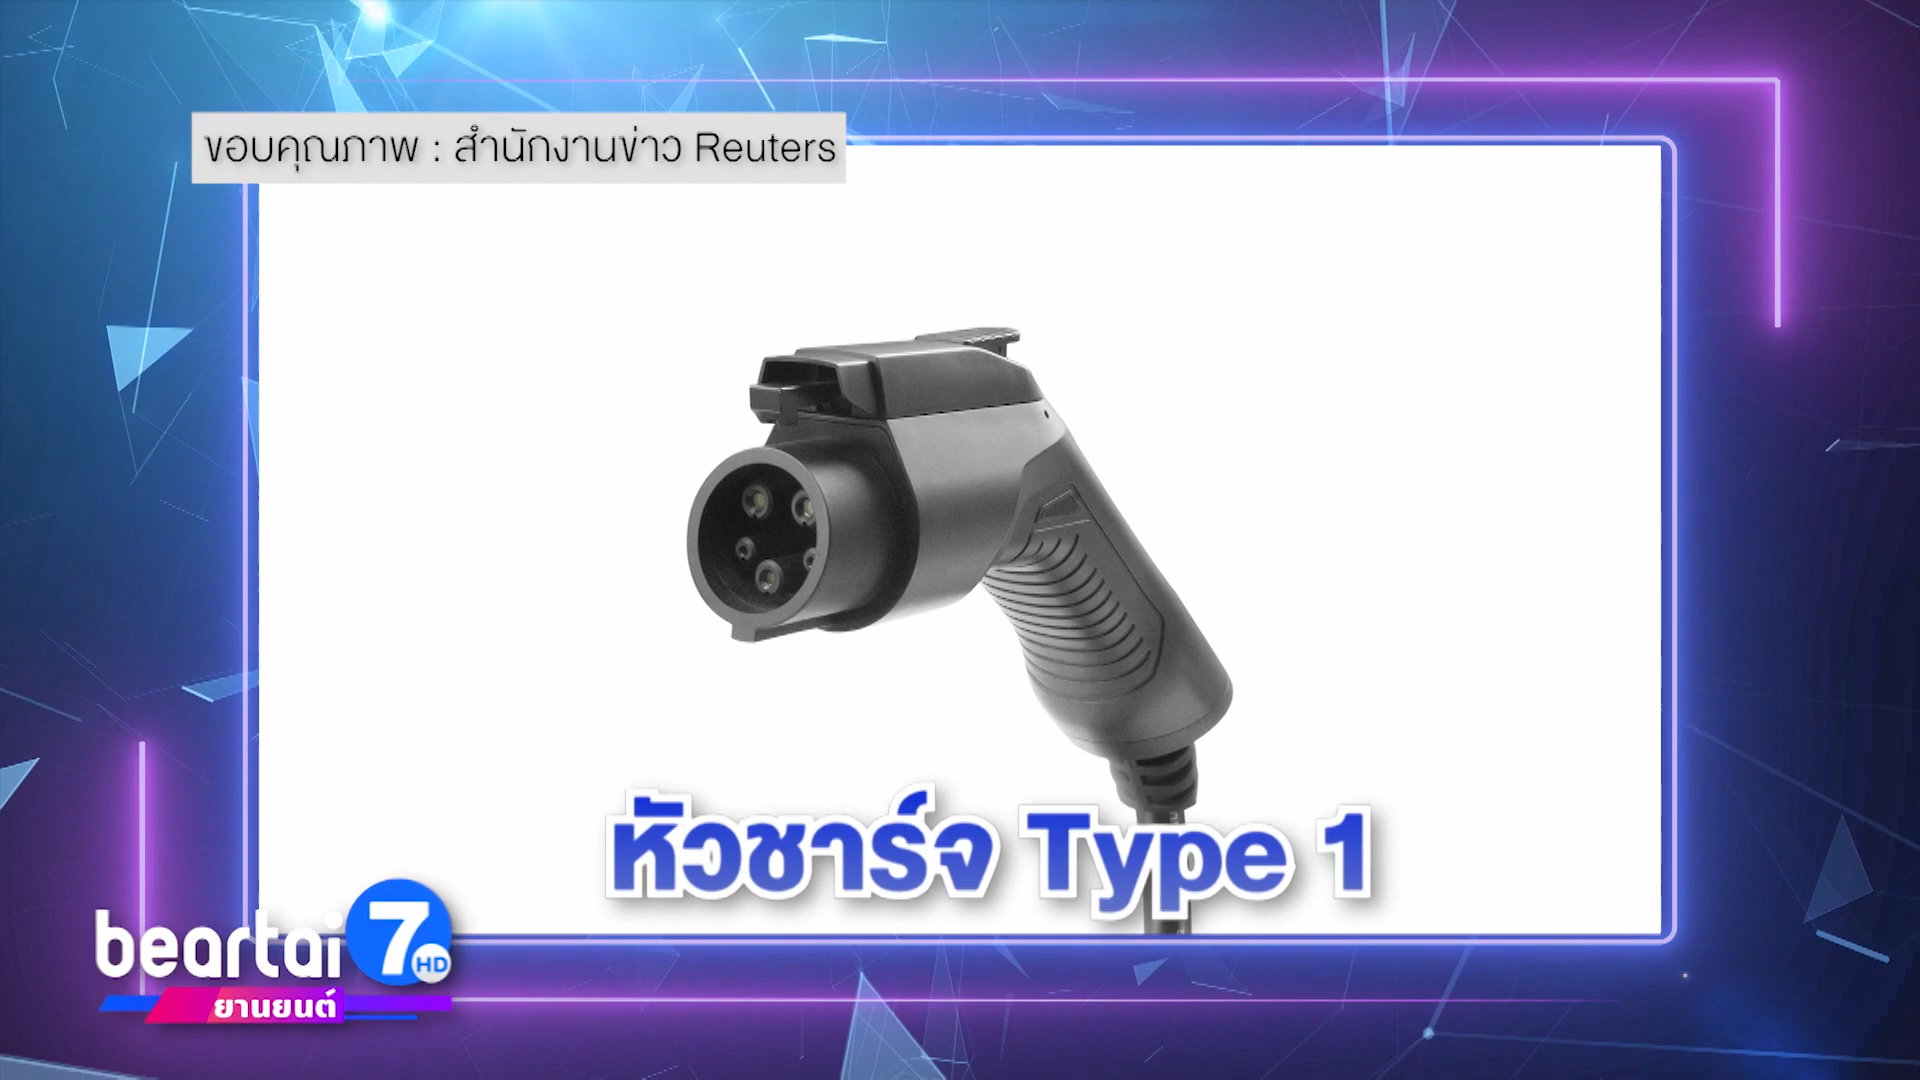 ขอบคุณภาพ : สำนักงานข่าว Reuters
หัวชาร์จ Type 1
beartai 7 HD
ยานยนต์